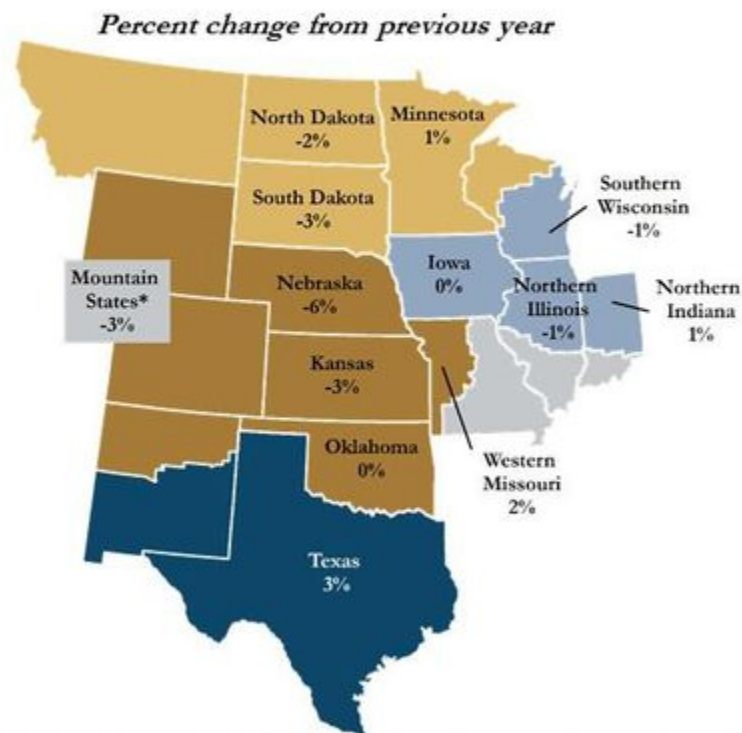 Percent change from previous year
North Dakota
-2%
Minnesota
1%
South Dakota
-3%
Southern
Wisconsin
-1%
Mountain
States*
-3%
Nebraska
-6%
Iowa
0%
Northern
Illinois
-1%
Northern
Indiana
1%
Kansas
-3%
Oklahoma
0%
Western
Missouri
2%
Texas
3%